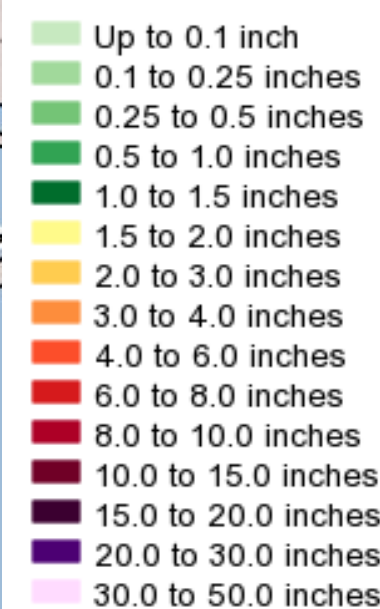 Up to 0.1 inch
0.1 to 0.25 inches
0.25 to 0.5 inches
0.5 to 1.0 inches
1.0 to 1.5 inches
1.5 to 2.0 inches
2.0 to 3.0 inches
3.0 to 4.0 inches
4.0 to 6.0 inches
6.0 to 8.0 inches
8.0 to 10.0 inches
10.0 to 15.0 inches
15.0 to 20.0 inches
20.0 to 30.0 inches
30.0 to 50.0 inches